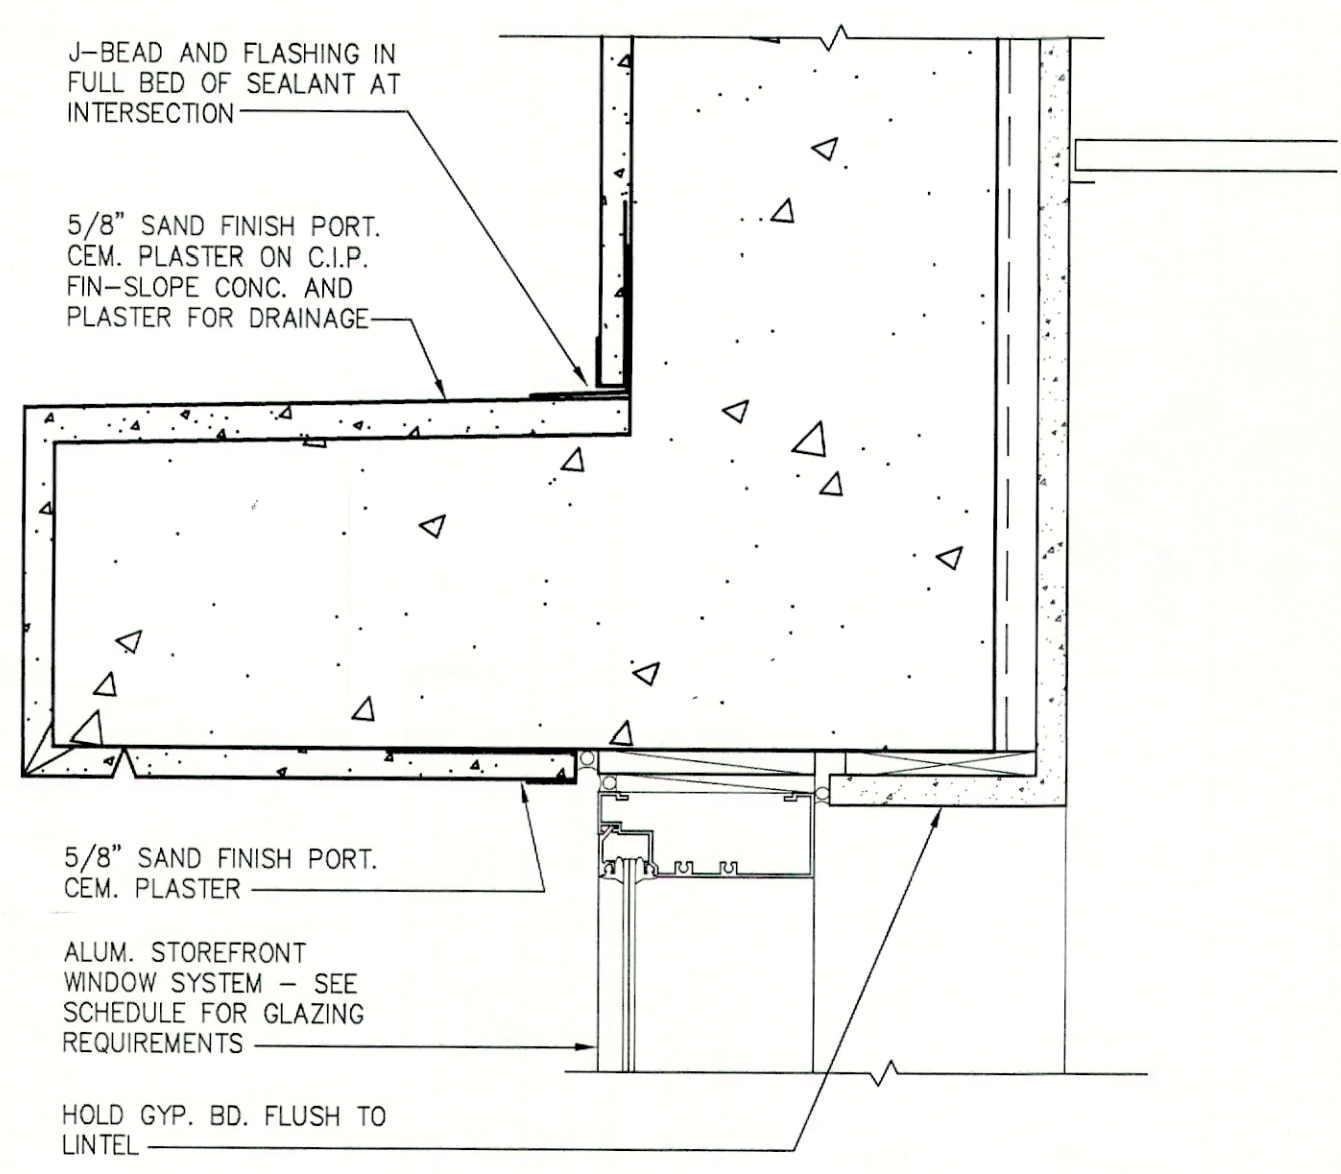 J-BEAD AND FLASHING IN
FULL BED OF SEALANT AT
INTERSECTION
5/8" SAND FINISH PORT.
CEM. PLASTER ON C.I.P.
FIN-SLOPE CONC. AND
PLASTER FOR DRAINAGE
5/8" SAND FINISH PORT.
CEM. PLASTER
ALUM. STOREFRONT
WINDOW SYSTEM - SEE
SCHEDULE FOR GLAZING
REQUIREMENTS
HOLD GYP. BD. FLUSH TO
LINTEL